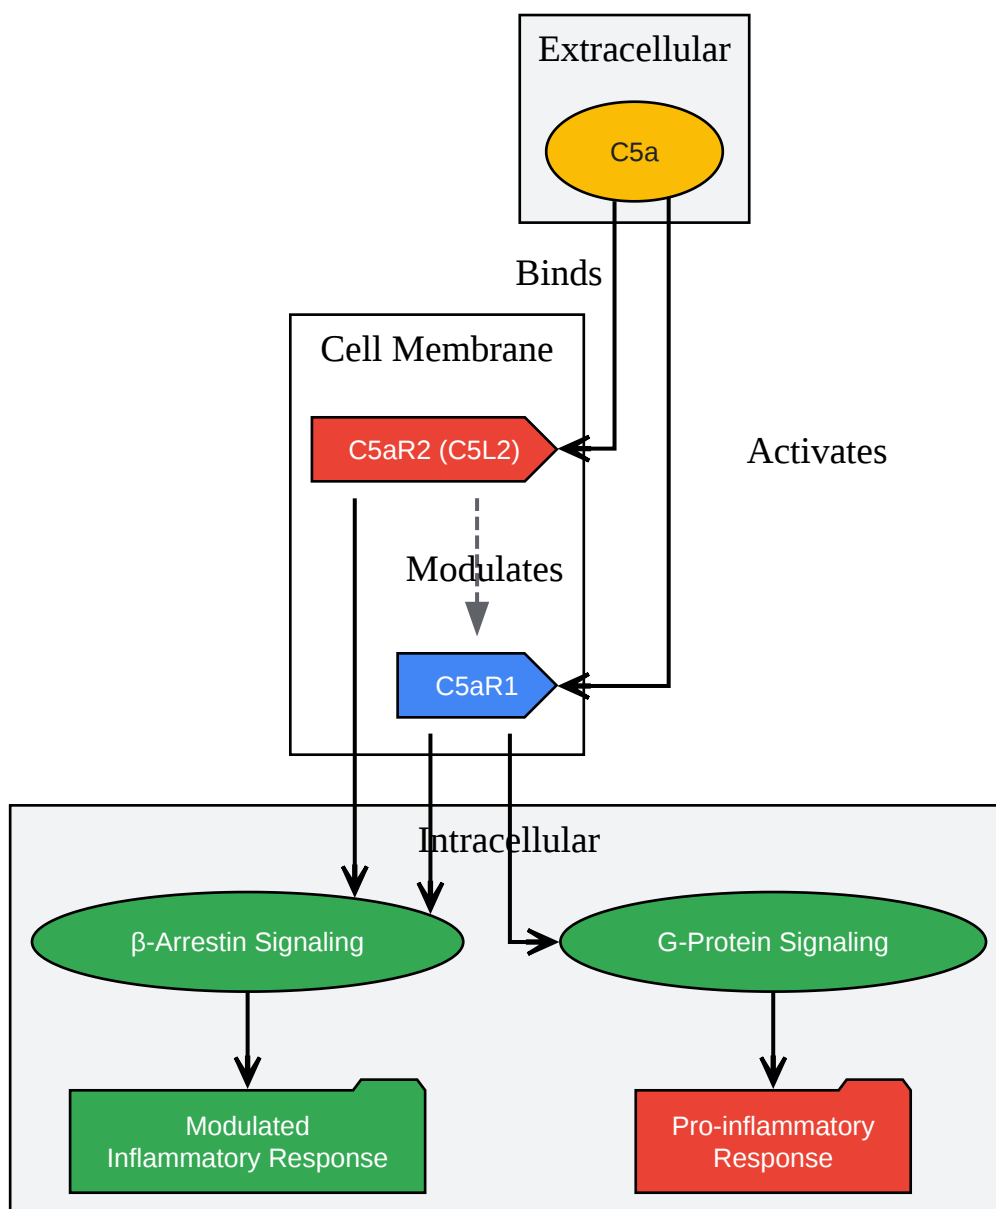 Extracellular
C5a
Binds
Cell Membrane
C5aR2 (C5L2)
Activates
Modulates
C5aR1
Intracellular
β-Arrestin Signaling
G-Protein Signaling
Modulated
Inflammatory Response
Pro-inflammatory
Response